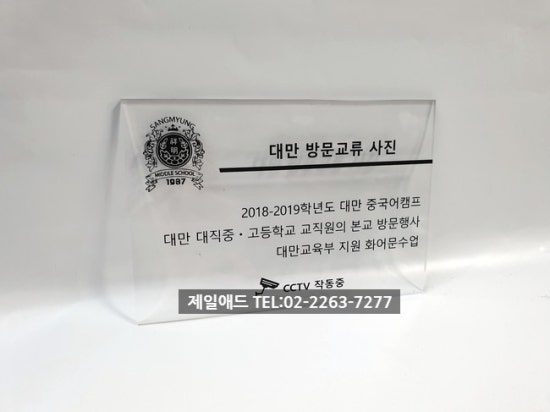 SANGMYUNG
MIDDLE SCHOOL
1987
대만 방문교류 사진
2018-2019학년도 대만 중국어캠프
대만 대직중·고등학교 교직원의 본교 방문행사
대만교육부 지원 화어문수업
CCTV 작동중
제일애드 TEL:02-2263-7277